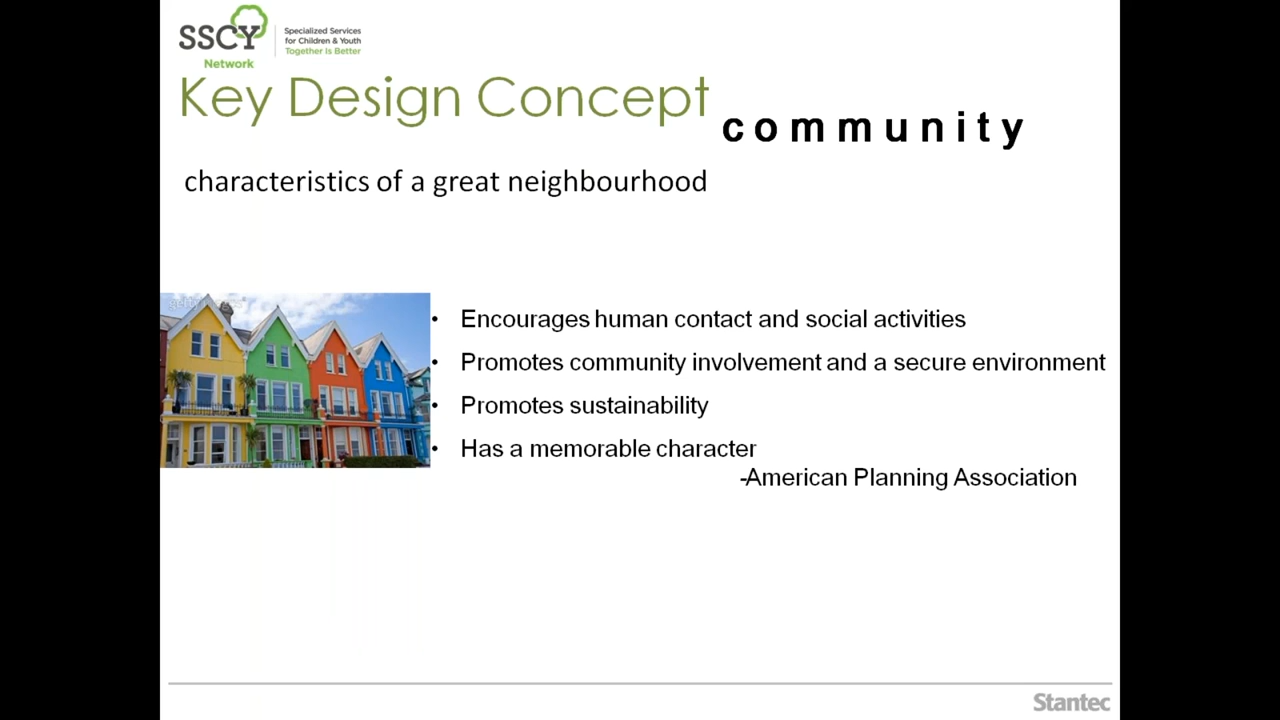 SSCY
Network
Specialized Services
for Children & Youth
Together Is Better
Key Design Concept
community
characteristics of a great neighbourhood
• Encourages human contact and social activities
• Promotes community involvement and a secure environment
• Promotes sustainability
• Has a memorable character
-American Planning Association
Stantec